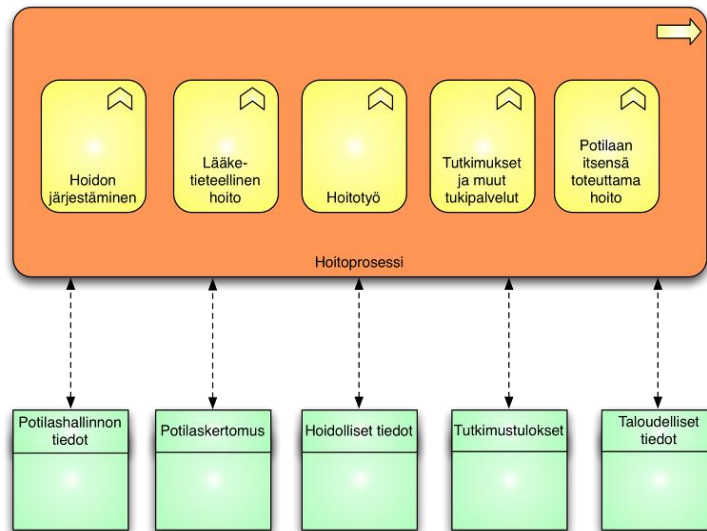 Hoidon
järjestäminen
Lääke-
tieteellinen
hoito
Hoitotyö
Tutkimukset
ja muut
tukipalvelut
Potilaan
itsensä
toteuttama
hoito
Hoitoprosessi
Potilashallinnon
tiedot
Potilaskertomus
Hoidolliset tiedot
Tutkimustulokset
Taloudelliset
tiedot